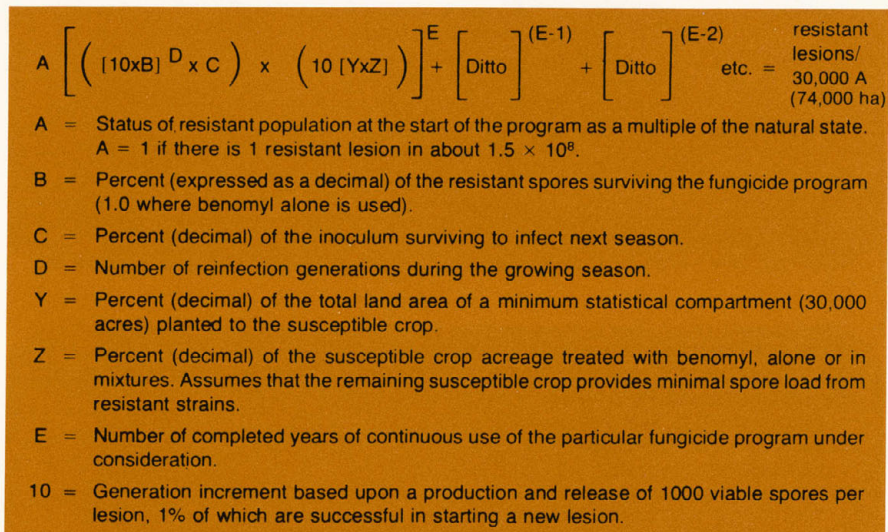 A [ ( [10xB] ᴰ x C ) x ( 10 [YxZ] ) ]ᴱ + [ Ditto ]⁽ᴱ⁻¹⁾ + [ Ditto ]⁽ᴱ⁻²⁾ etc. = resistant lesions/ 30,000 A (74,000 ha)
A = Status of resistant population at the start of the program as a multiple of the natural state.
A = 1 if there is 1 resistant lesion in about 1.5 × 10⁸.
B = Percent (expressed as a decimal) of the resistant spores surviving the fungicide program
(1.0 where benomyl alone is used).
C = Percent (decimal) of the inoculum surviving to infect next season.
D = Number of reinfection generations during the growing season.
Y = Percent (decimal) of the total land area of a minimum statistical compartment (30,000
acres) planted to the susceptible crop.
Z = Percent (decimal) of the susceptible crop acreage treated with benomyl, alone or in
mixtures. Assumes that the remaining susceptible crop provides minimal spore load from
resistant strains.
E = Number of completed years of continuous use of the particular fungicide program under
consideration.
10 = Generation increment based upon a production and release of 1000 viable spores per
lesion, 1% of which are successful in starting a new lesion.